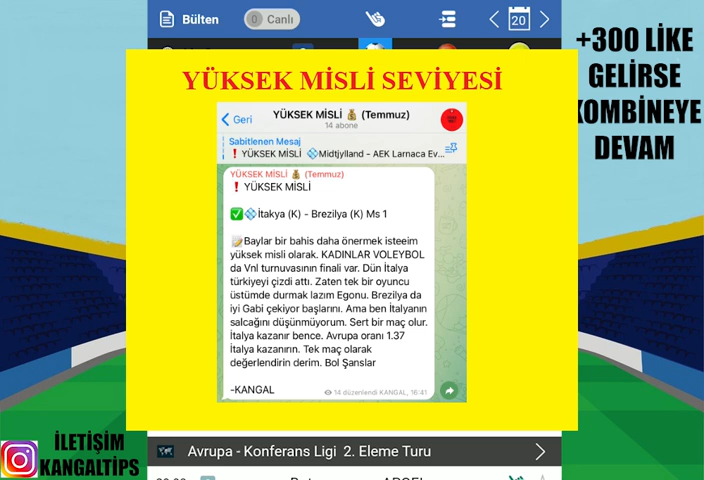 Bülten
0 Canlı
20
+300 LİKE
GELİRSE
KOMBİNEYE
DEVAM
YÜKSEK MİSLİ SEVİYESİ
Geri
YÜKSEK MİSLİ 💰 (Temmuz)
14 abone
Sabitlenen Mesaj
❗YÜKSEK MİSLİ 💠Midtjylland - AEK Larnaca Ev...
YÜKSEK MİSLİ 💰 (Temmuz)
❗YÜKSEK MİSLİ
✅💠İtakya (K) - Brezilya (K) Ms 1
📝Baylar bir bahis daha önermek isteeim
yüksek misli olarak. KADINLAR VOLEYBOL
da Vnl turnuvasının finali var. Dün İtalya
türkiyeyi çizdi attı. Zaten tek bir oyuncu
üstümde durmak lazım Egonu. Brezilya da
iyi Gabi çekiyor başlarını. Ama ben İtalyanın
salcağını düşünmüyorum. Sert bir maç olur.
İtalya kazanır bence. Avrupa oranı 1.37
İtalya kazanırın. Tek maç olarak
değerlendirin derim. Bol Şanslar
-KANGAL
14 düzenlendi KANGAL, 16:41
Avrupa - Konferans Ligi 2. Eleme Turu
İLETİŞİM
KANGALTİPS